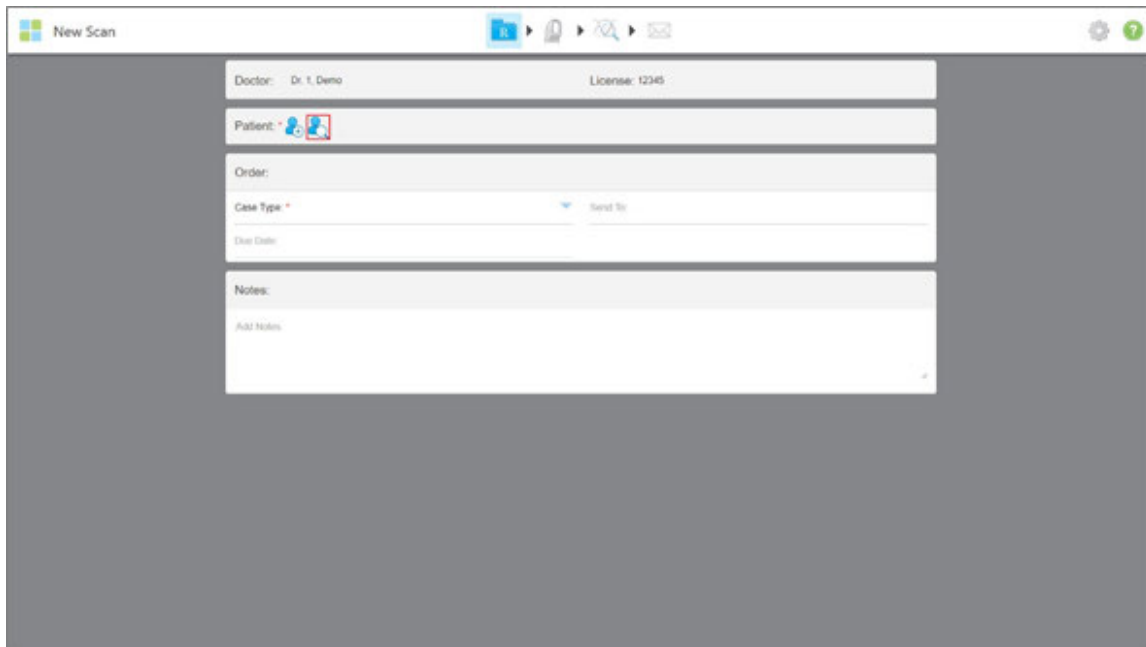 New Scan
R
?
Doctor: Dr. 1, Demo License: 12345
Patient: *
Order:
Case Type: * Send To:
Due Date:
Notes:
Add Notes